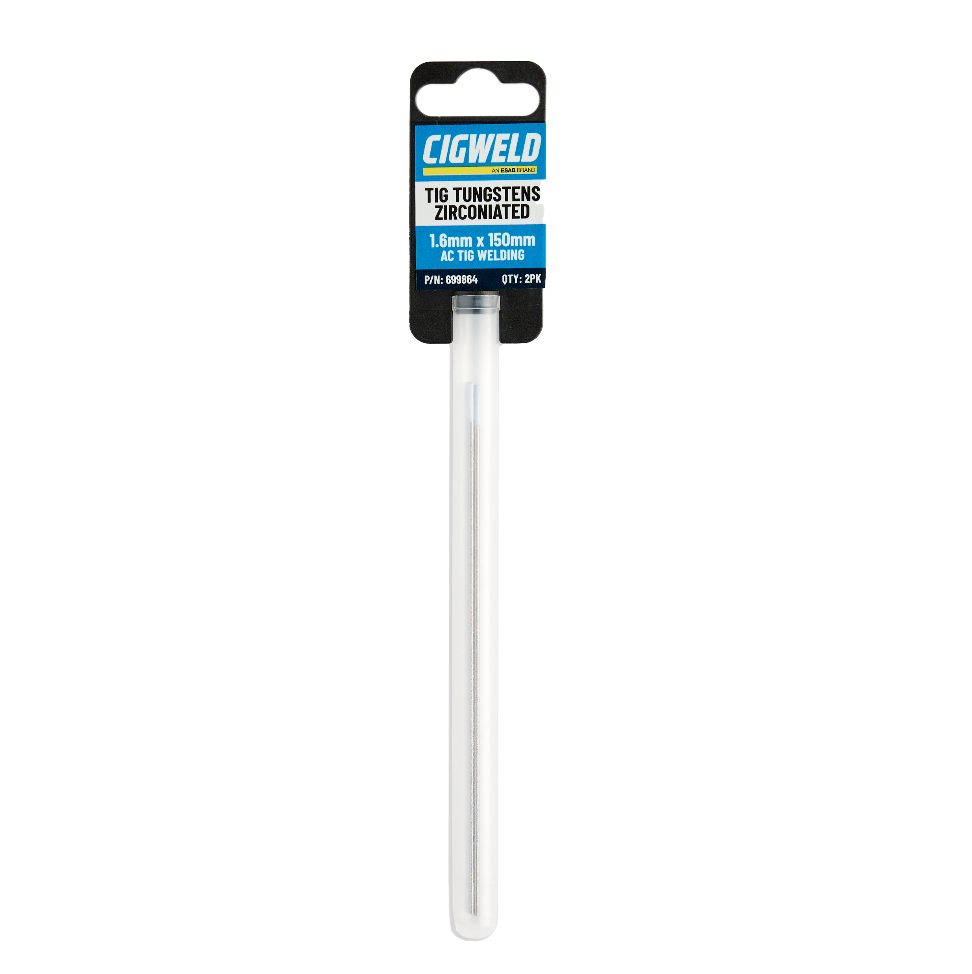 CIGWELD
AN ESAB BRAND
TIG TUNGSTENS
ZIRCONIATED
1.6mm x 150mm
AC TIG WELDING
P/N: 699864 QTY: 2PK